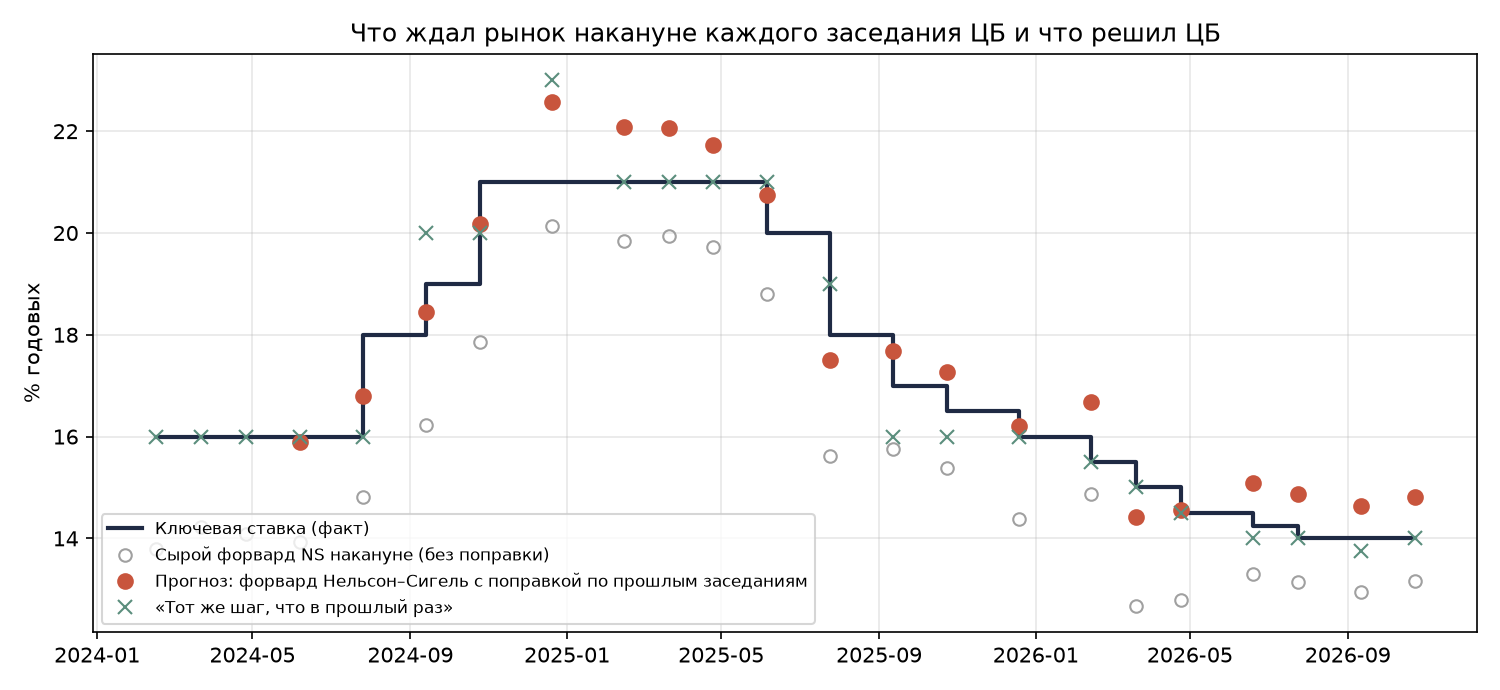 Что ждал рынок накануне каждого заседания ЦБ и что решил ЦБ
% годовых
22
20
18
16
14
Ключевая ставка (факт)
Сырой форвард NS накануне (без поправки)
Прогноз: форвард Нельсон–Сигель с поправкой по прошлым заседаниям
«Тот же шаг, что в прошлый раз»
2024-01 2024-05 2024-09 2025-01 2025-05 2025-09 2026-01 2026-05 2026-09